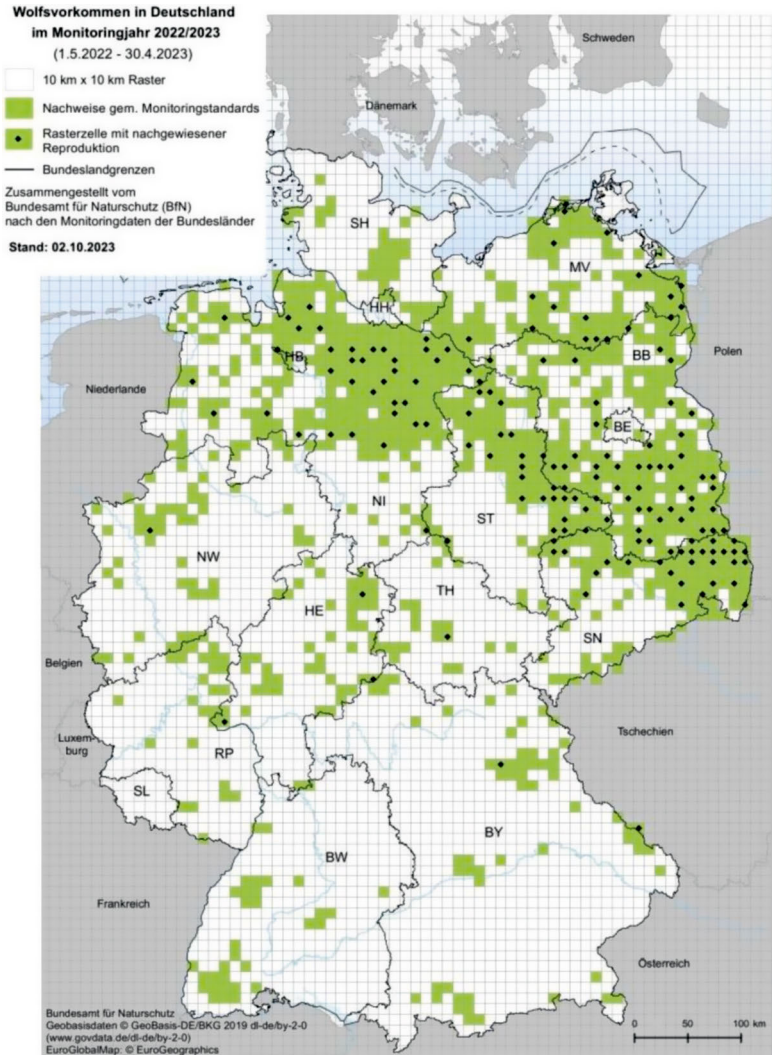 Wolfsvorkommen in Deutschland
im Monitoringjahr 2022/2023
(1.5.2022 - 30.4.2023)
10 km x 10 km Raster
Nachweise gem. Monitoringstandards
Rasterzelle mit nachgewiesener
Reproduktion
Bundeslandgrenzen
Zusammengestellt vom
Bundesamt für Naturschutz (BfN)
nach den Monitoringdaten der Bundesländer
Stand: 02.10.2023
Schweden
Dänemark
SH
MV
HH
HB
BB
Polen
Niederlande
BE
NI
ST
NW
HE
TH
SN
Belgien
Luxem-
burg
RP
Tschechien
SL
BY
BW
Frankreich
Österreich
Bundesamt für Naturschutz
Geobasisdaten © GeoBasis-DE/BKG 2019 dl-de/by-2-0
(www.govdata.de/dl-de/by-2-0)
EuroGlobalMap: © EuroGeographics
0 50 100 km